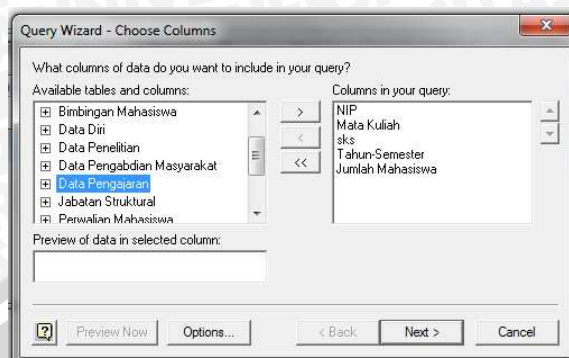 Query Wizard - Choose Columns
What columns of data do you want to include in your query?
Available tables and columns:
Bimbingan Mahasiswa
Data Diri
Data Penelitian
Data Pengabdian Masyarakat
Data Pengajaran
Jabatan Struktural
Perwalian Mahasiswa
>
<
<<
Columns in your query:
NIP
Mata Kuliah
sks
Tahun-Semester
Jumlah Mahasiswa
Preview of data in selected column:
?
Preview Now
Options...
< Back
Next >
Cancel